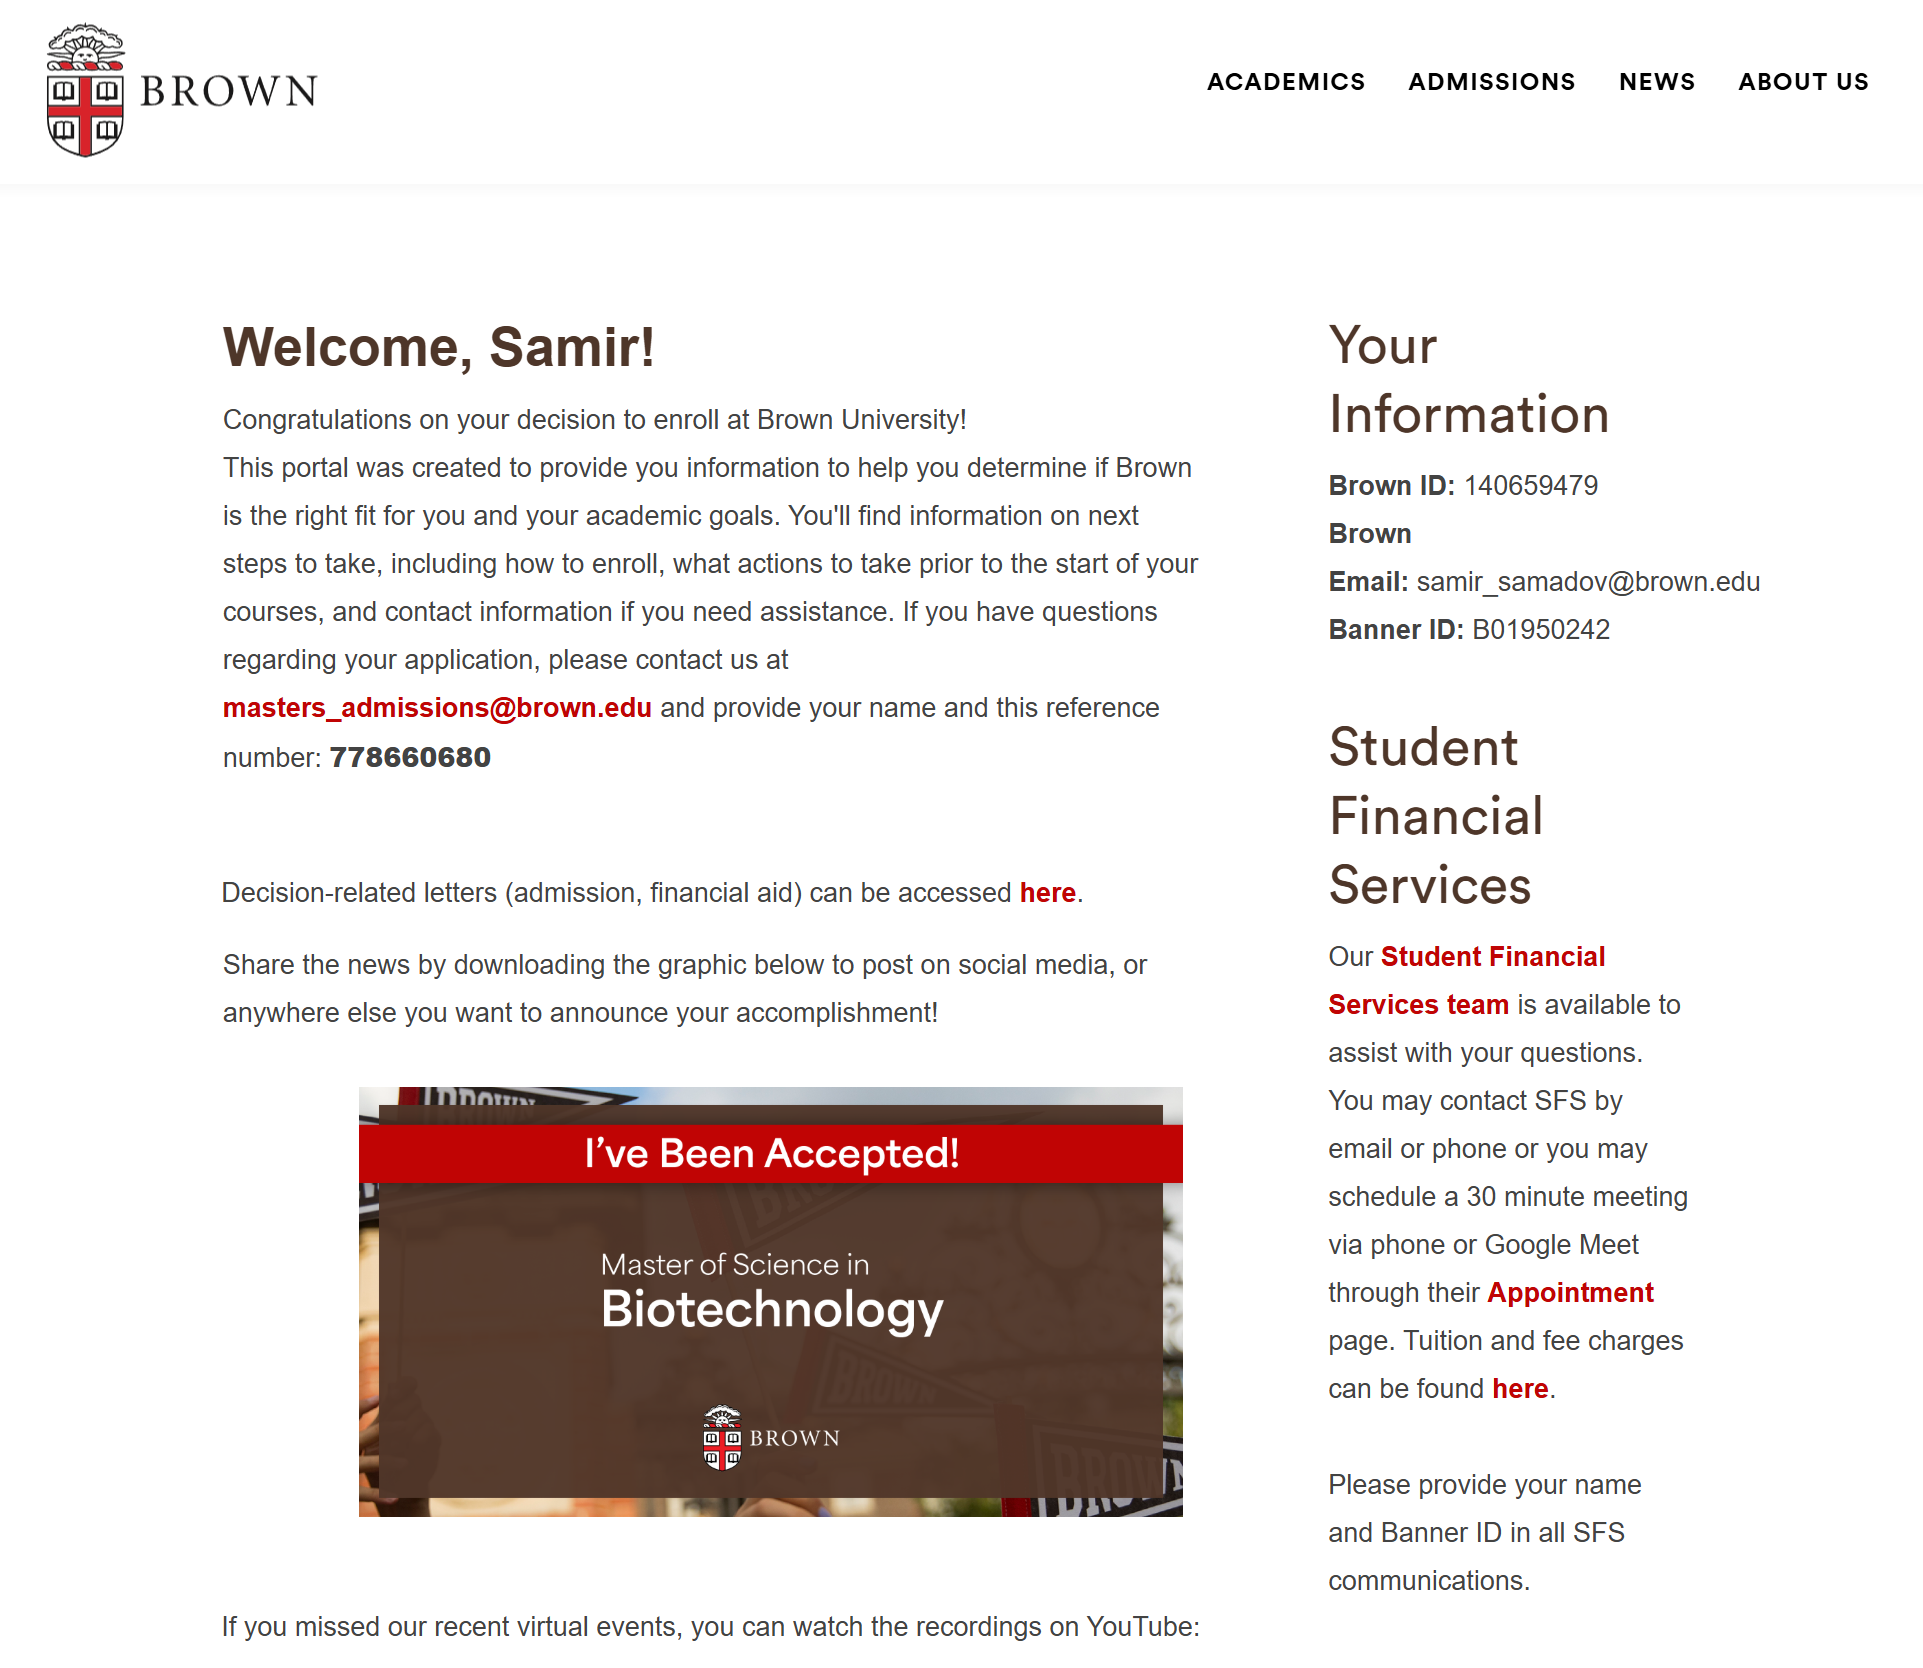 BROWN
ACADEMICS ADMISSIONS NEWS ABOUT US
Welcome, Samir!
Congratulations on your decision to enroll at Brown University!
This portal was created to provide you information to help you determine if Brown
is the right fit for you and your academic goals. You'll find information on next
steps to take, including how to enroll, what actions to take prior to the start of your
courses, and contact information if you need assistance. If you have questions
regarding your application, please contact us at
masters_admissions@brown.edu and provide your name and this reference
number: 778660680
Decision-related letters (admission, financial aid) can be accessed here.
Share the news by downloading the graphic below to post on social media, or
anywhere else you want to announce your accomplishment!
BROWN
I've Been Accepted!
BROWN
Master of Science in
Biotechnology
BROWN
BROWN
BROWN
If you missed our recent virtual events, you can watch the recordings on YouTube:
Your
Information
Brown ID: 140659479
Brown
Email: samir_samadov@brown.edu
Banner ID: B01950242
Student
Financial
Services
Our Student Financial
Services team is available to
assist with your questions.
You may contact SFS by
email or phone or you may
schedule a 30 minute meeting
via phone or Google Meet
through their Appointment
page. Tuition and fee charges
can be found here.
Please provide your name
and Banner ID in all SFS
communications.